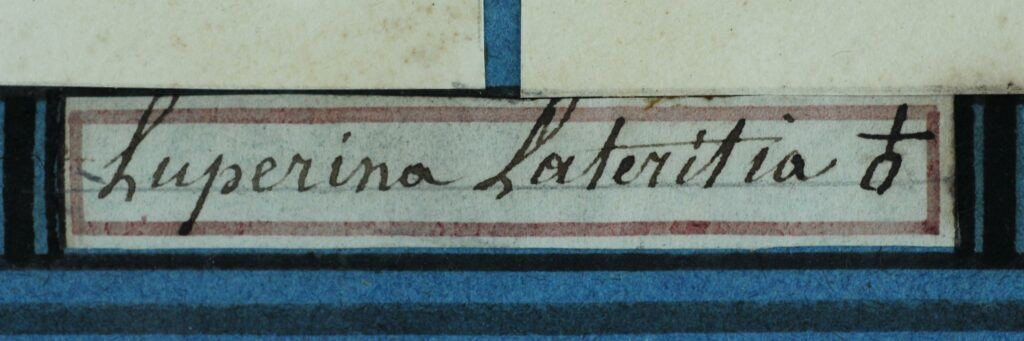 Luperina Lateritia ♁